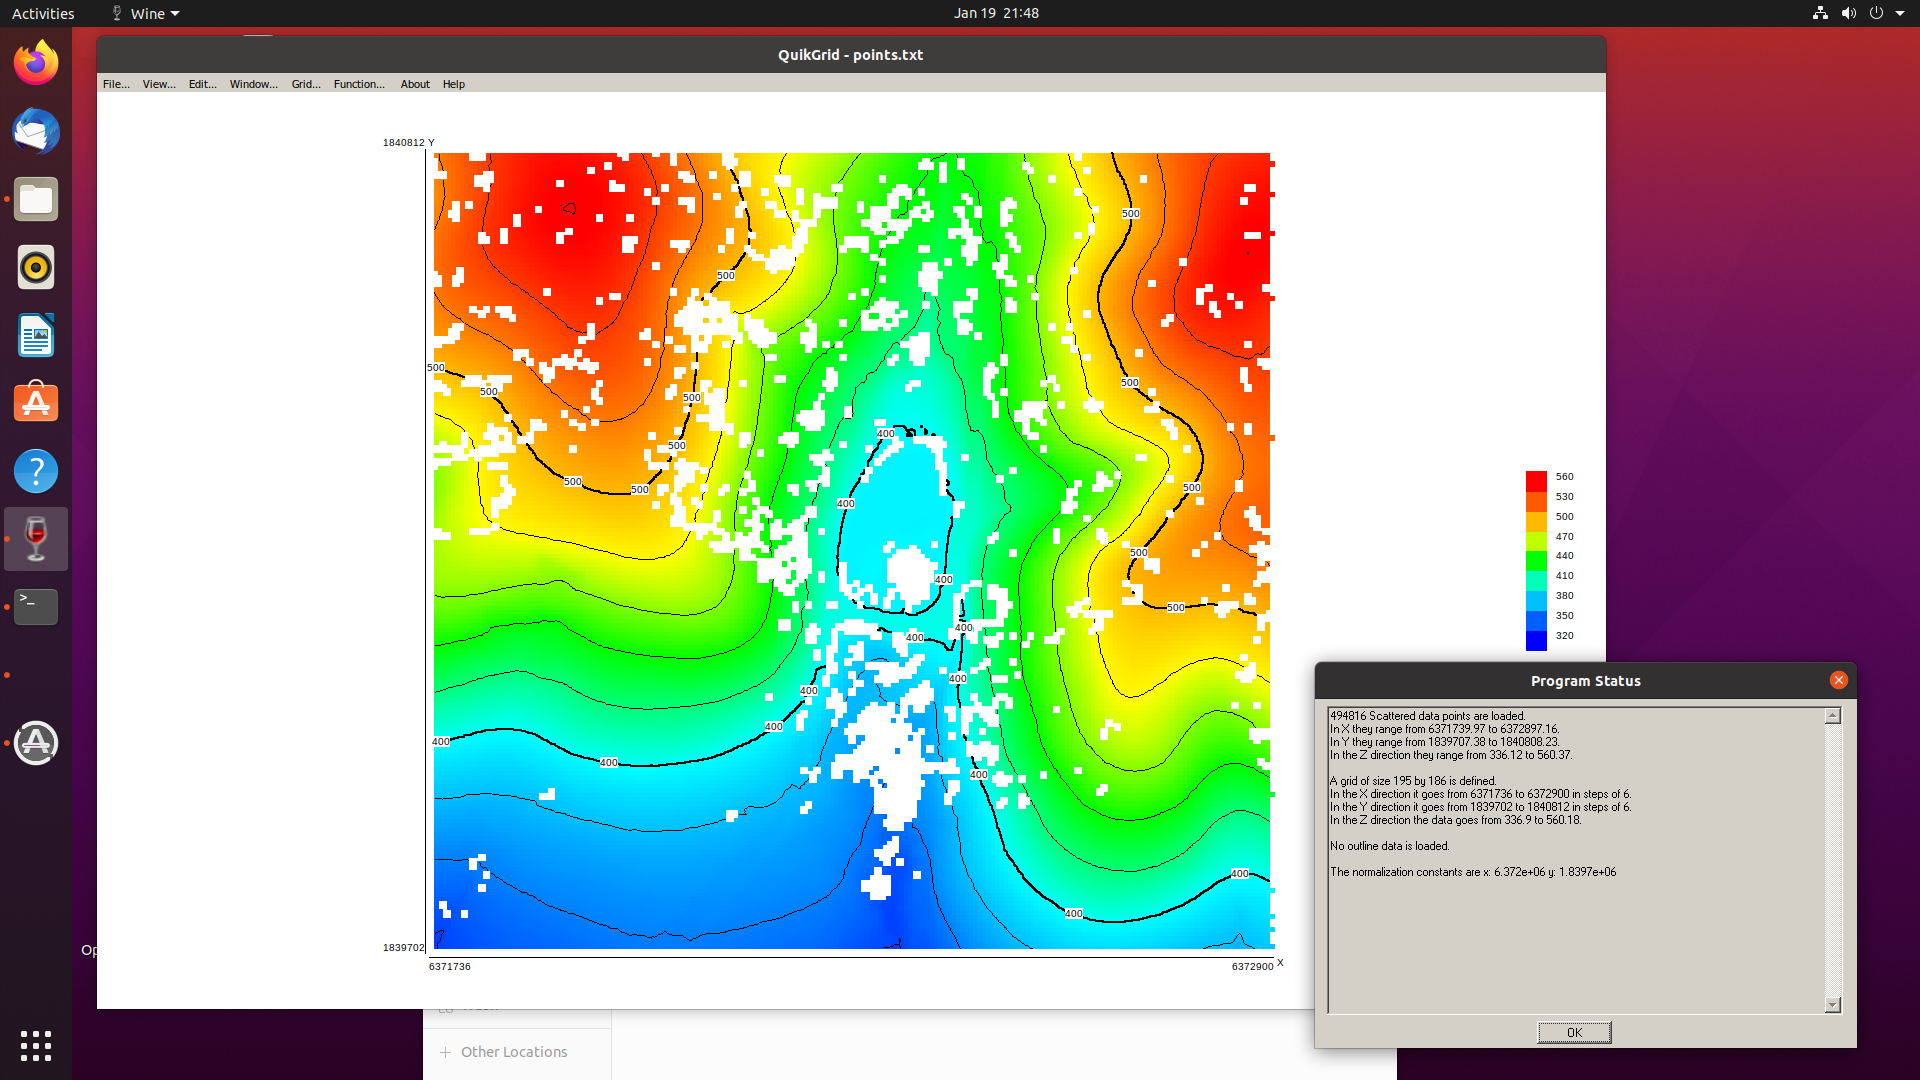 Activities
Wine
Jan 19 21:48
QuikGrid - points.txt
File... View... Edit... Window... Grid... Function... About Help
1840812 Y
500
500
500
500
500
500
500
500
400
500
500
400
500
400
500
400
400
400
400
400
400
400
400
400
400
1839702
6371736
6372900 X
560
530
500
470
440
410
380
350
320
Program Status
494816 Scattered data points are loaded.
In X they range from 6371739.97 to 6372897.16.
In Y they range from 1839707.38 to 1840808.23.
In the Z direction they range from 336.12 to 560.37.
A grid of size 195 by 186 is defined.
In the X direction it goes from 6371736 to 6372900 in steps of 6.
In the Y direction it goes from 1839702 to 1840812 in steps of 6.
In the Z direction the data goes from 336.9 to 560.18.
No outline data is loaded.
The normalization constants are x: 6.372e+06 y: 1.8397e+06
OK
Other Locations